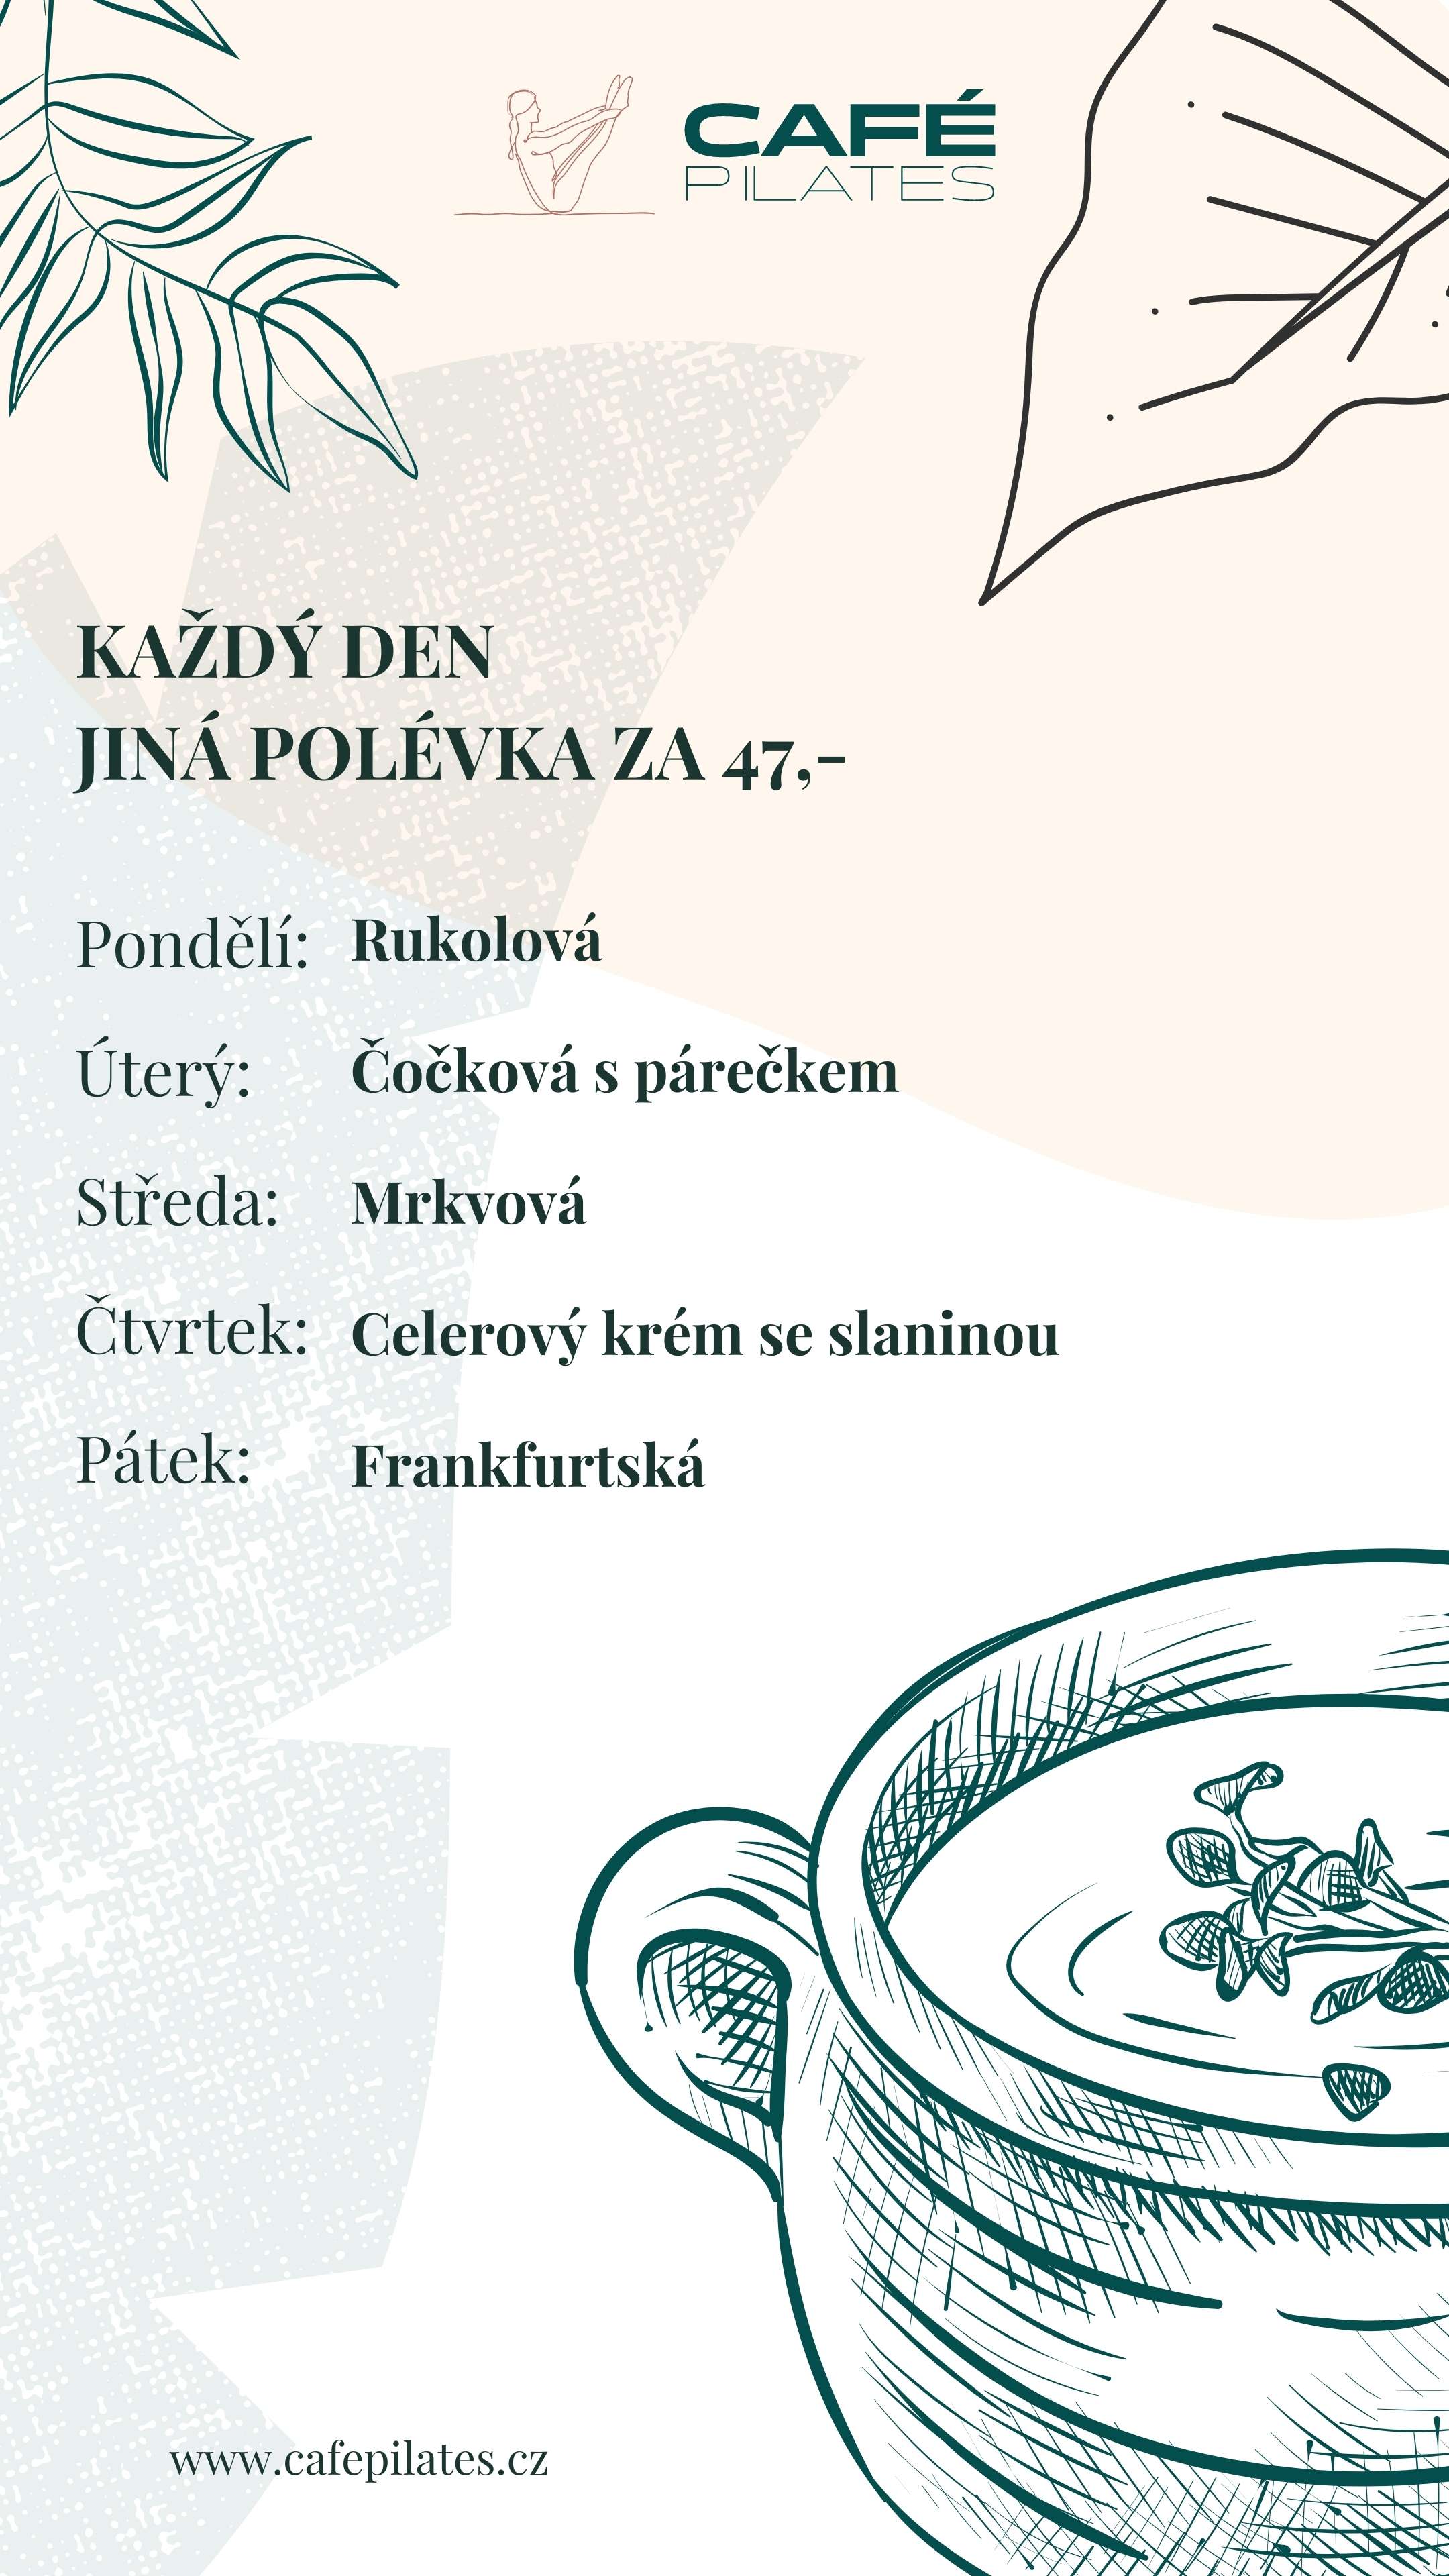 CAFÉ
PILATES
KAŽDÝ DEN
JINÁ POLÉVKA ZA 47,-
Pondělí: Rukolová
Úterý: Čočková s párečkem
Středa: Mrkvová
Čtvrtek: Celerový krém se slaninou
Pátek: Frankfurtská
www.cafepilates.cz